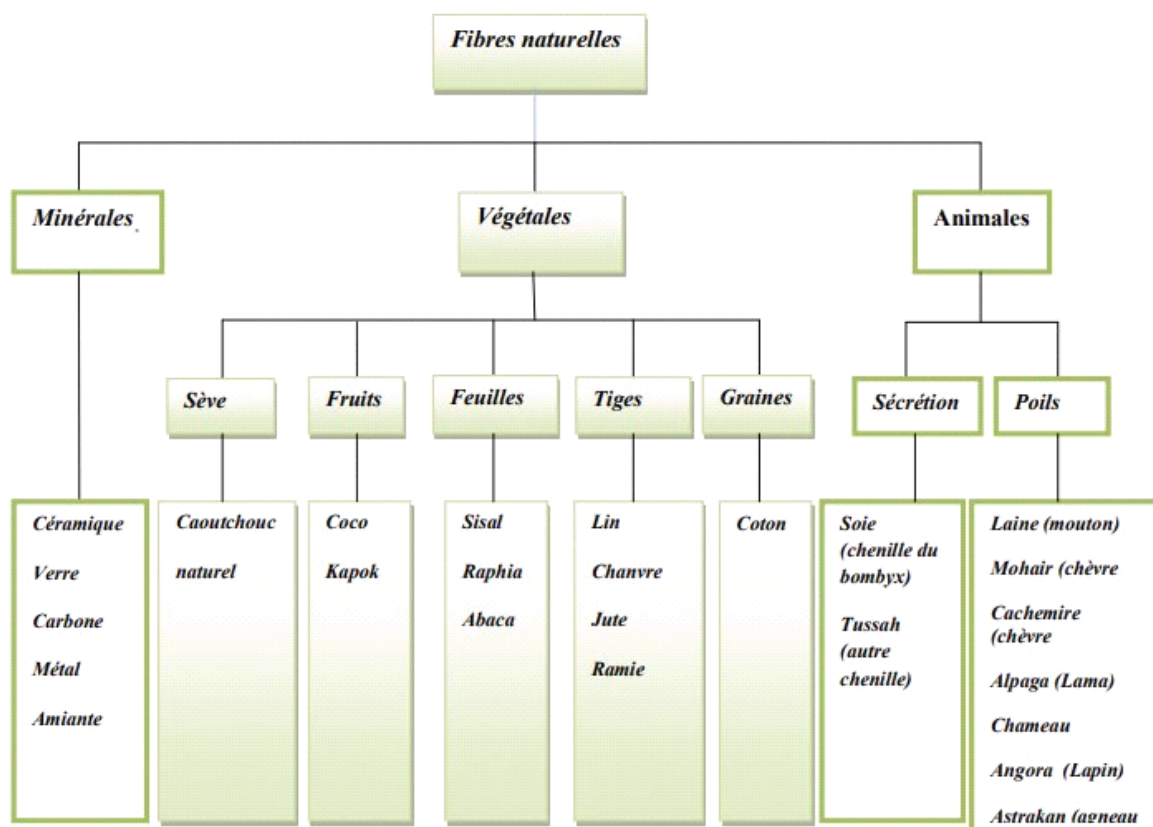 Fibres naturelles
Minérales
Végétales
Animales
Sève
Fruits
Feuilles
Tiges
Graines
Sécrétion
Poils
Céramique
Verre
Carbone
Métal
Amiante
Caoutchouc
naturel
Coco
Kapok
Sisal
Raphia
Abaca
Lin
Chanvre
Jute
Ramie
Coton
Soie
(chenille du
bombyx)
Tussah
(autre
chenille)
Laine (mouton)
Mohair (chèvre
Cachemire
(chèvre
Alpaga (Lama)
Chameau
Angora (Lapin)
Astrakan (agneau